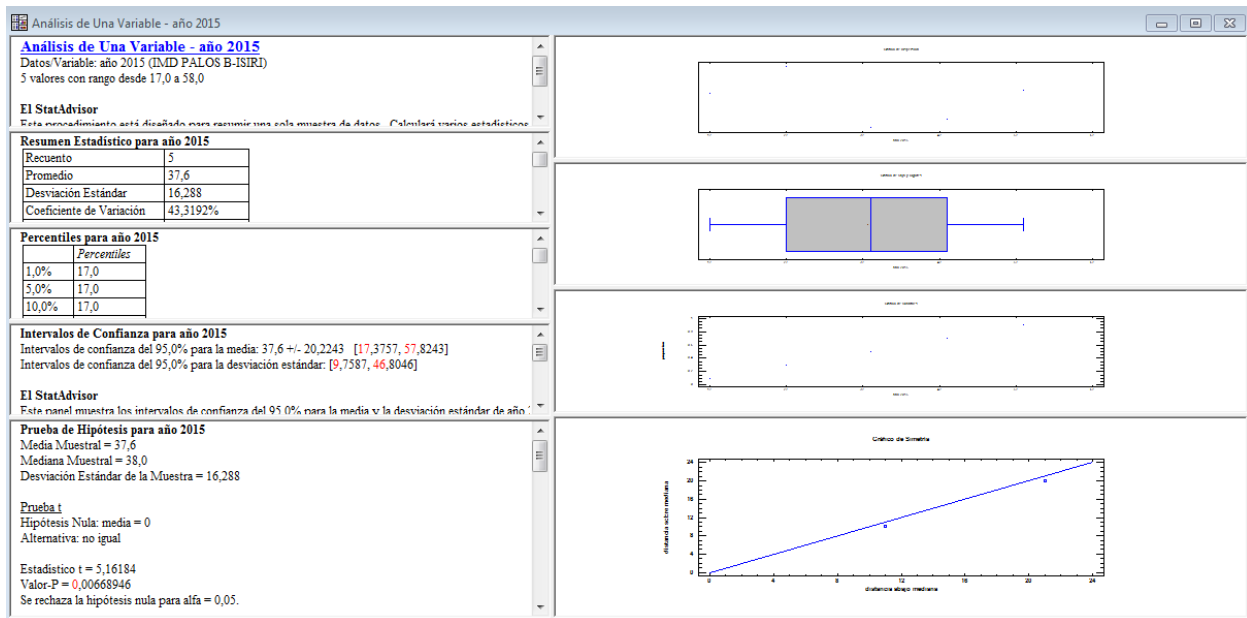 Análisis de Una Variable - año 2015
Análisis de Una Variable - año 2015
Datos/Variable: año 2015 (IMD PALOS B-ISIRI)
5 valores con rango desde 17,0 a 58,0
El StatAdvisor
Este procedimiento está diseñado para resumir una sola muestra de datos. Calculará varios estadísticos
Resumen Estadístico para año 2015
Recuento 5
Promedio 37,6
Desviación Estándar 16,288
Coeficiente de Variación 43,3192%
Percentiles para año 2015
Percentiles
1,0% 17,0
5,0% 17,0
10,0% 17,0
Intervalos de Confianza para año 2015
Intervalos de confianza del 95,0% para la media: 37,6 +/- 20,2243 [17,3757, 57,8243]
Intervalos de confianza del 95,0% para la desviación estándar: [9,7587, 46,8046]
El StatAdvisor
Este panel muestra los intervalos de confianza del 95,0% para la media y la desviación estándar de año
Prueba de Hipótesis para año 2015
Media Muestral = 37,6
Mediana Muestral = 38,0
Desviación Estándar de la Muestra = 16,288
Prueba t
Hipótesis Nula: media = 0
Alternativa: no igual
Estadístico t = 5,16184
Valor-P = 0,00668946
Se rechaza la hipótesis nula para alfa = 0,05.
Gráfico de Simetría
24
20
16
12
8
4
0
distancia sobre mediana
0 4 8 12 16 20 24
distancia abajo mediana